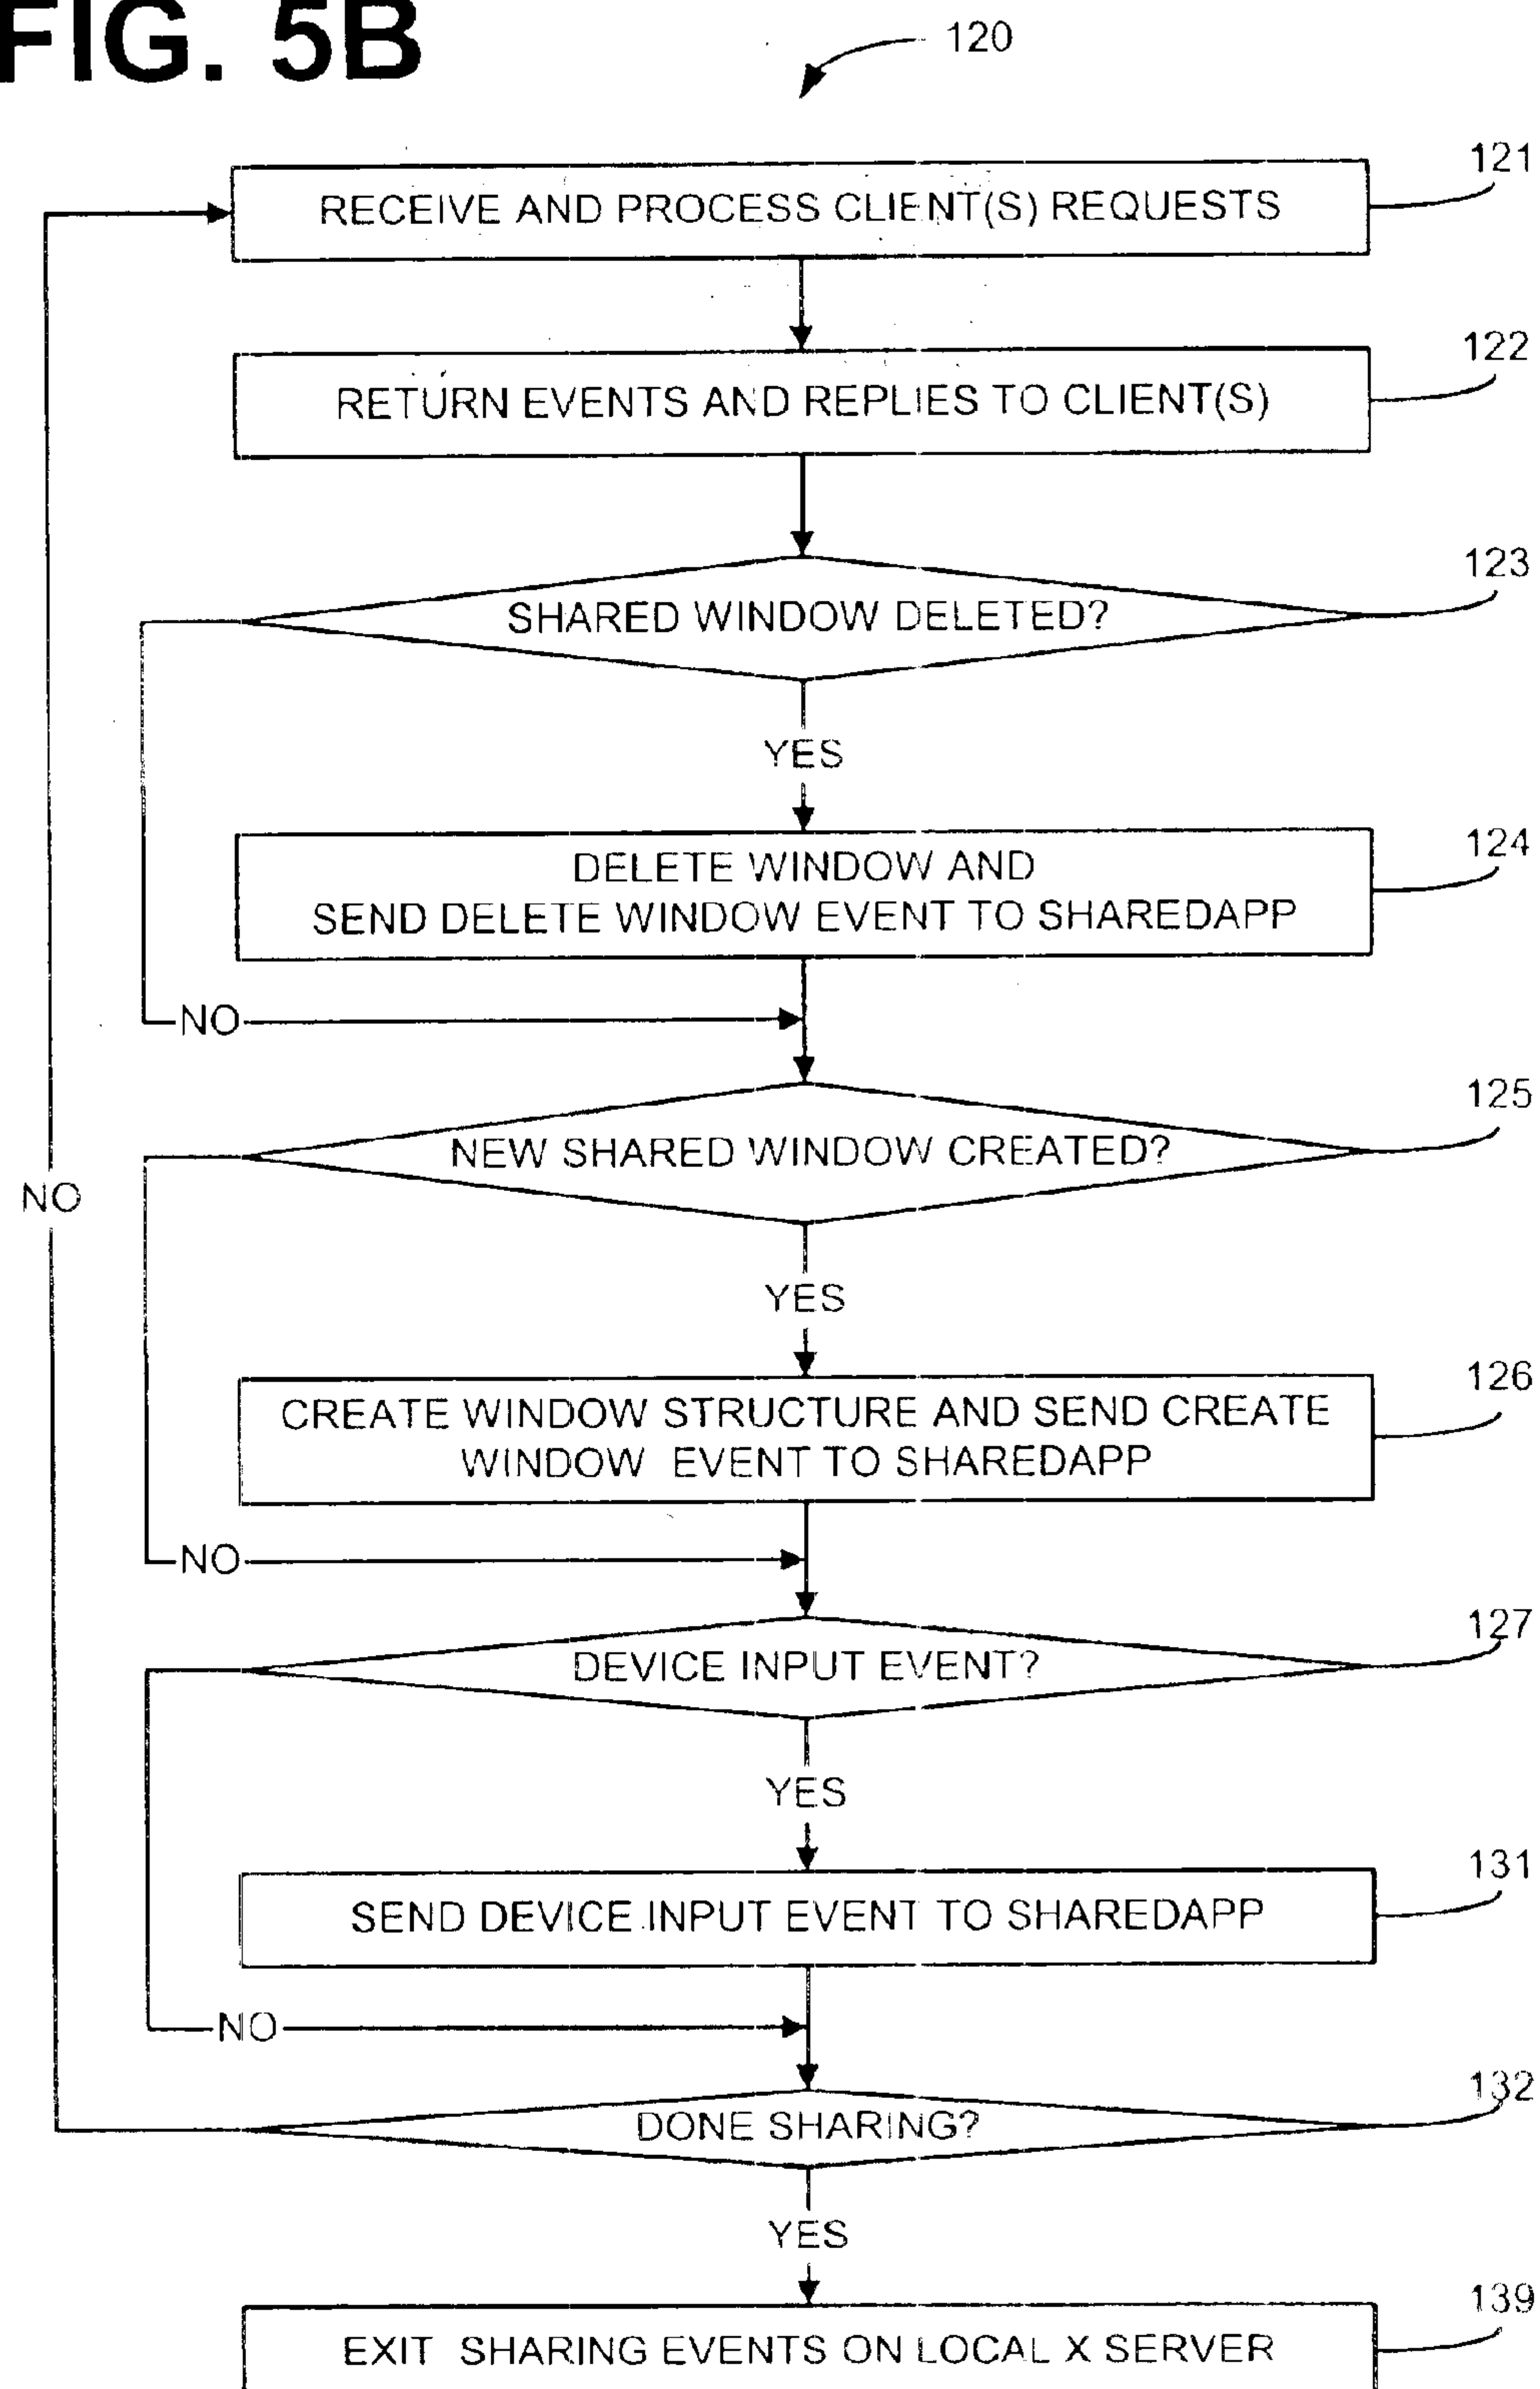 FIG. 5B
120
121
RECEIVE AND PROCESS CLIENT(S) REQUESTS
122
RETURN EVENTS AND REPLIES TO CLIENT(S)
123
SHARED WINDOW DELETED?
YES
124
DELETE WINDOW AND
SEND DELETE WINDOW EVENT TO SHAREDAPP
NO
125
NEW SHARED WINDOW CREATED?
NO
YES
126
CREATE WINDOW STRUCTURE AND SEND CREATE
WINDOW EVENT TO SHAREDAPP
NO
127
DEVICE INPUT EVENT?
YES
131
SEND DEVICE INPUT EVENT TO SHAREDAPP
NO
132
DONE SHARING?
YES
139
EXIT SHARING EVENTS ON LOCAL X SERVER